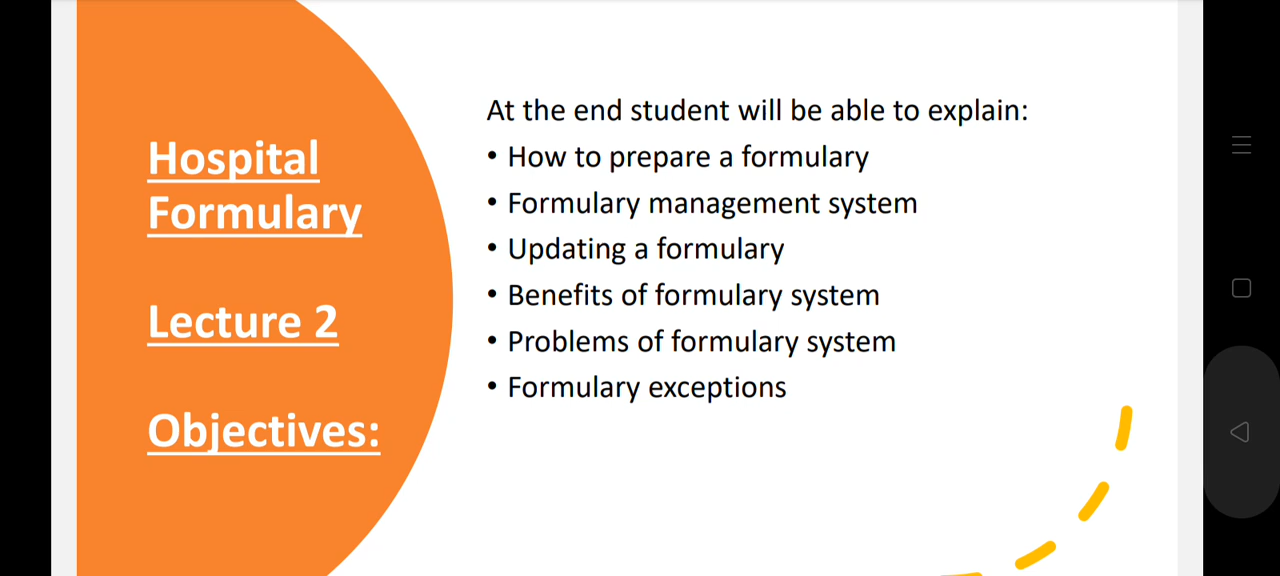 Hospital
Formulary
Lecture 2
Objectives:
At the end student will be able to explain:
• How to prepare a formulary
• Formulary management system
• Updating a formulary
• Benefits of formulary system
• Problems of formulary system
• Formulary exceptions